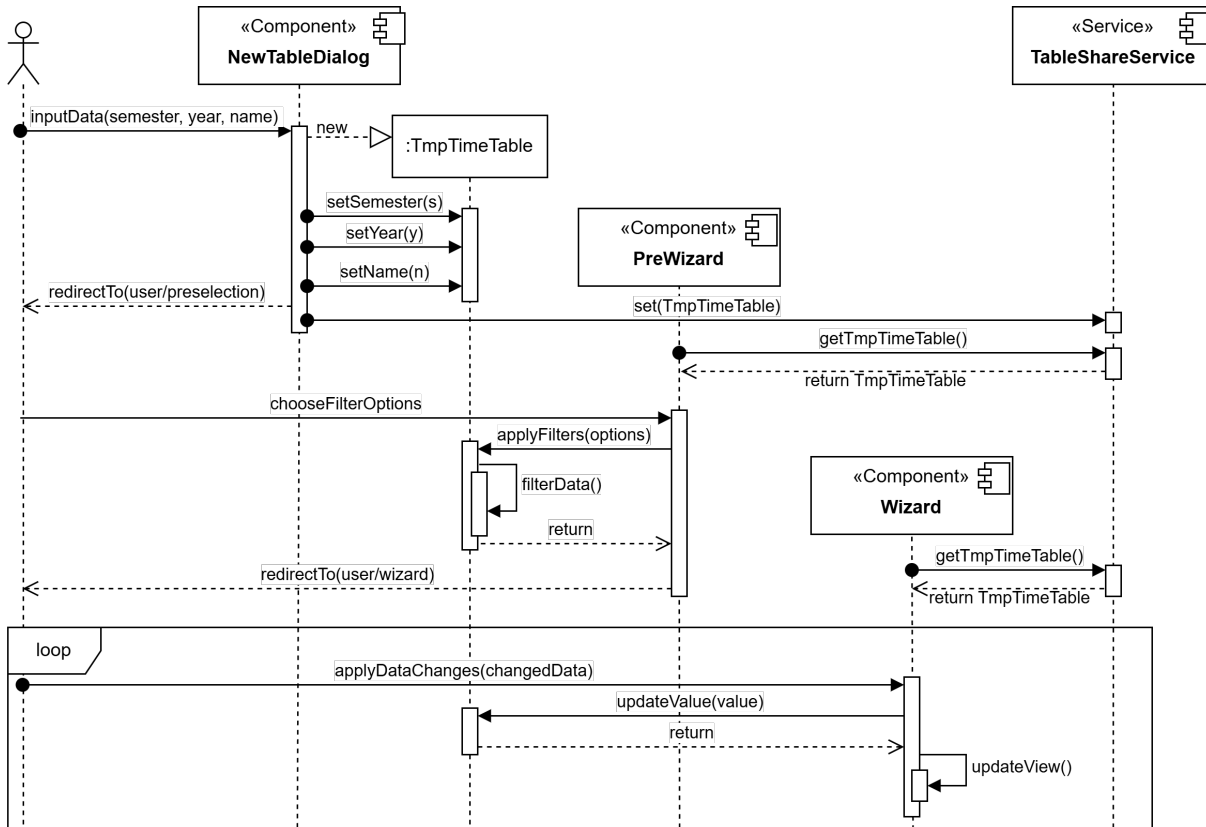 «Component»
NewTableDialog
«Service»
TableShareService
inputData(semester, year, name)
new
:TmpTimeTable
setSemester(s)
setYear(y)
setName(n)
«Component»
PreWizard
redirectTo(user/preselection)
set(TmpTimeTable)
getTmpTimeTable()
return TmpTimeTable
chooseFilterOptions
applyFilters(options)
filterData()
return
«Component»
Wizard
getTmpTimeTable()
return TmpTimeTable
redirectTo(user/wizard)
loop
applyDataChanges(changedData)
updateValue(value)
return
updateView()